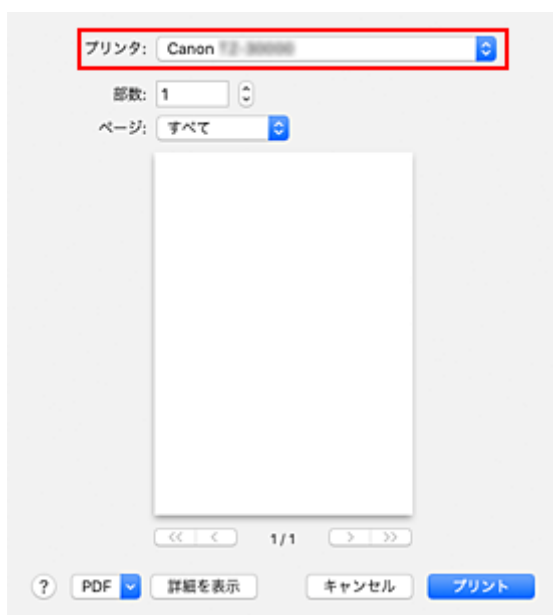 プリンタ: Canon
部数: 1
ページ: すべて
<< < 1/1 > >>
? PDF 詳細を表示 キャンセル プリント